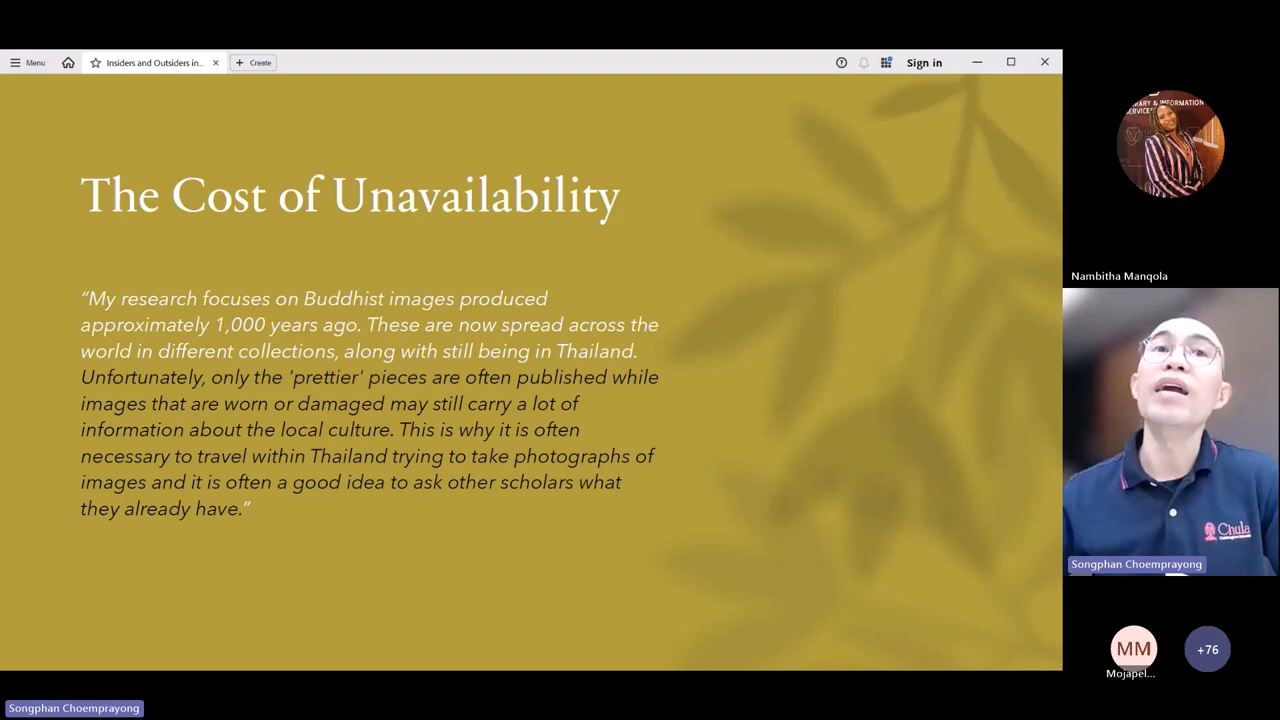 Menu
Insiders and Outsiders in...
Create
Sign in
The Cost of Unavailability
“My research focuses on Buddhist images produced
approximately 1,000 years ago. These are now spread across the
world in different collections, along with still being in Thailand.
Unfortunately, only the 'prettier' pieces are often published while
images that are worn or damaged may still carry a lot of
information about the local culture. This is why it is often
necessary to travel within Thailand trying to take photographs of
images and it is often a good idea to ask other scholars what
they already have.”
RARY & INFORMATION
SERVICES
Nambitha Manqola
Chula
Songphan Choemprayong
MM
+76
Mojapel...
Songphan Choemprayong